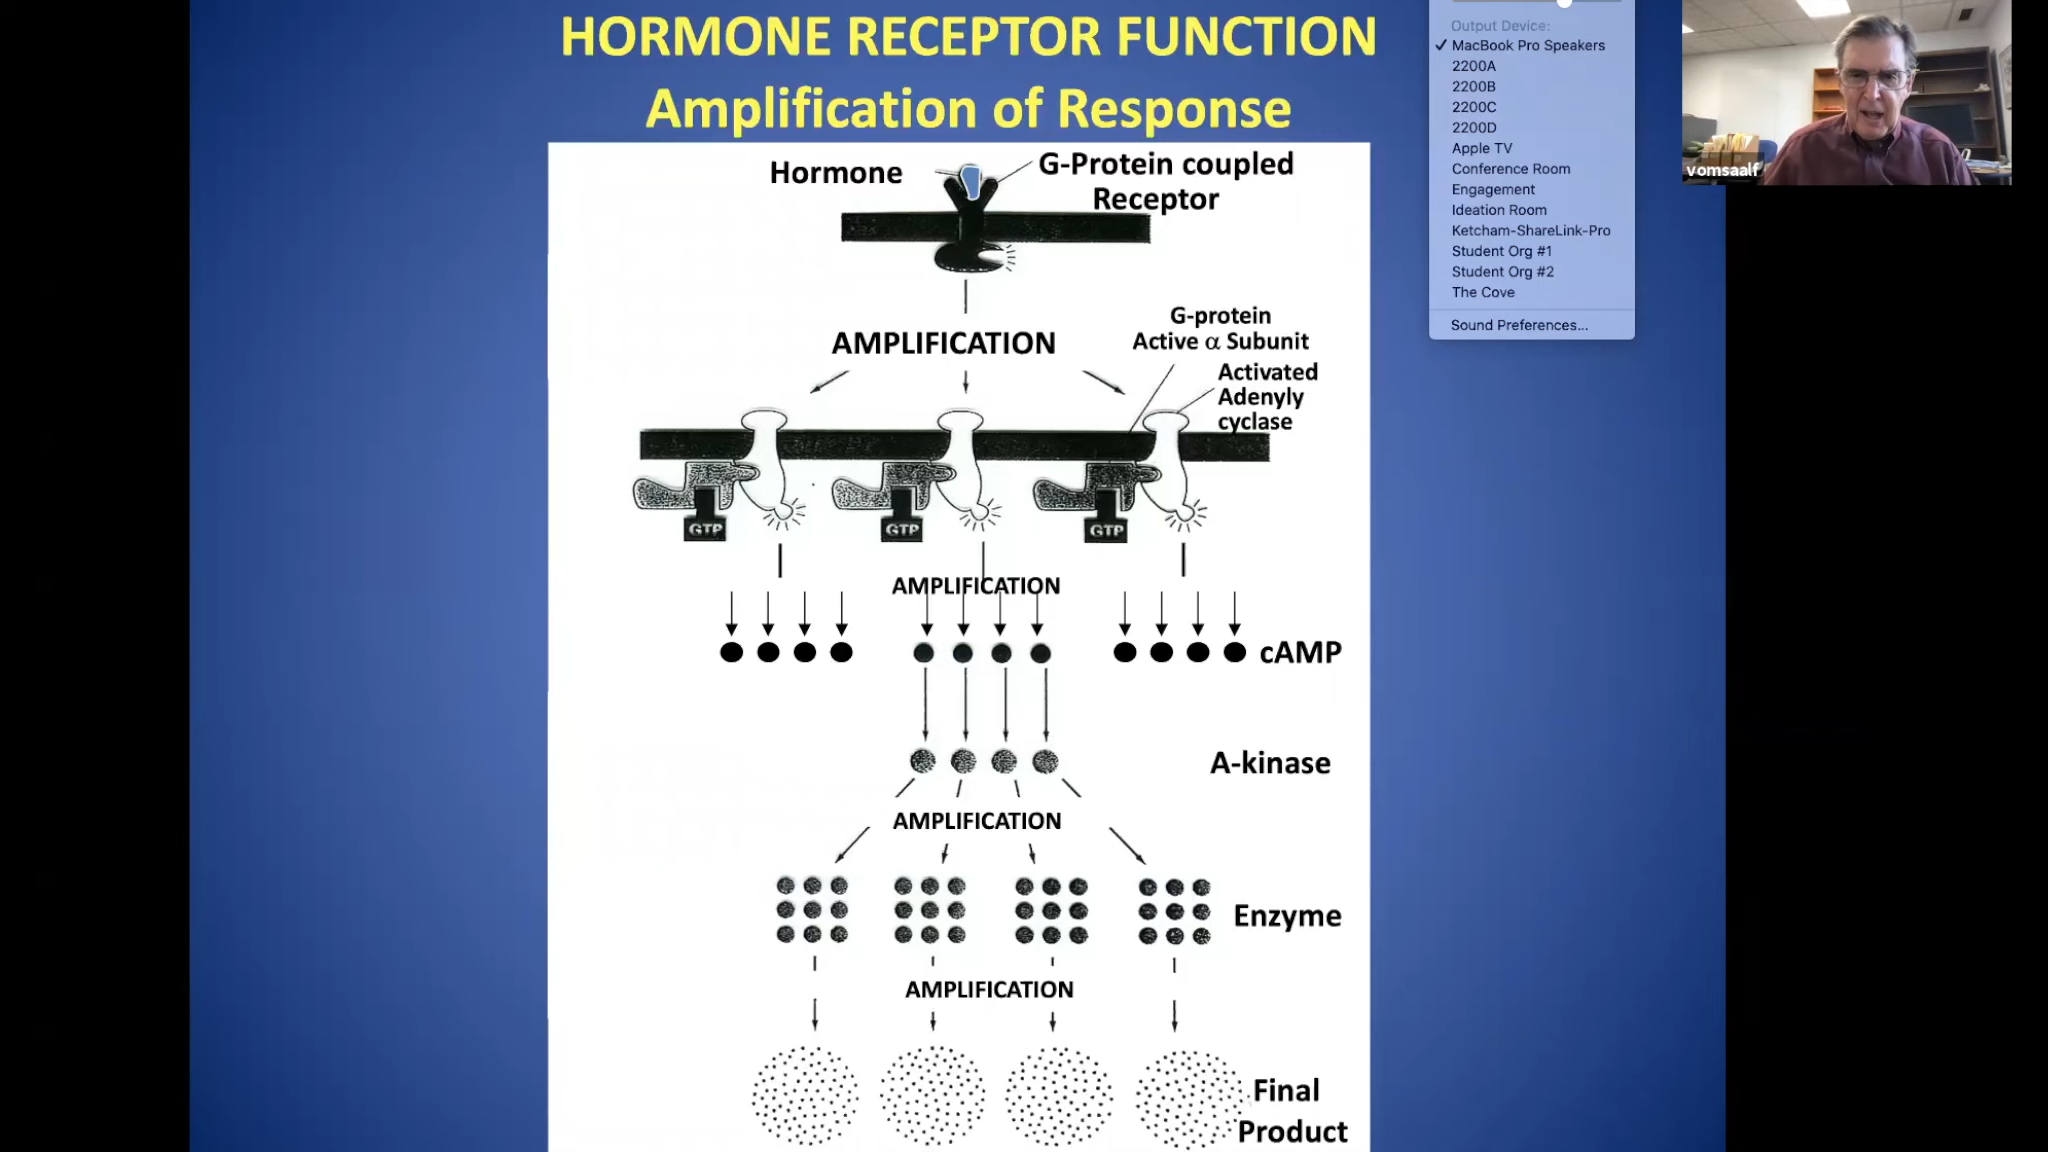 HORMONE RECEPTOR FUNCTION
Amplification of Response
Hormone
G-Protein coupled
Receptor
AMPLIFICATION
G-protein
Active α Subunit
Activated
Adenyly
cyclase
GTP
GTP
GTP
AMPLIFICATION
cAMP
A-kinase
AMPLIFICATION
Enzyme
AMPLIFICATION
Final
Product
Output Device:
✓ MacBook Pro Speakers
2200A
2200B
2200C
2200D
Apple TV
Conference Room
Engagement
Ideation Room
Ketcham-ShareLink-Pro
Student Org #1
Student Org #2
The Cove
Sound Preferences...
vomsaalf